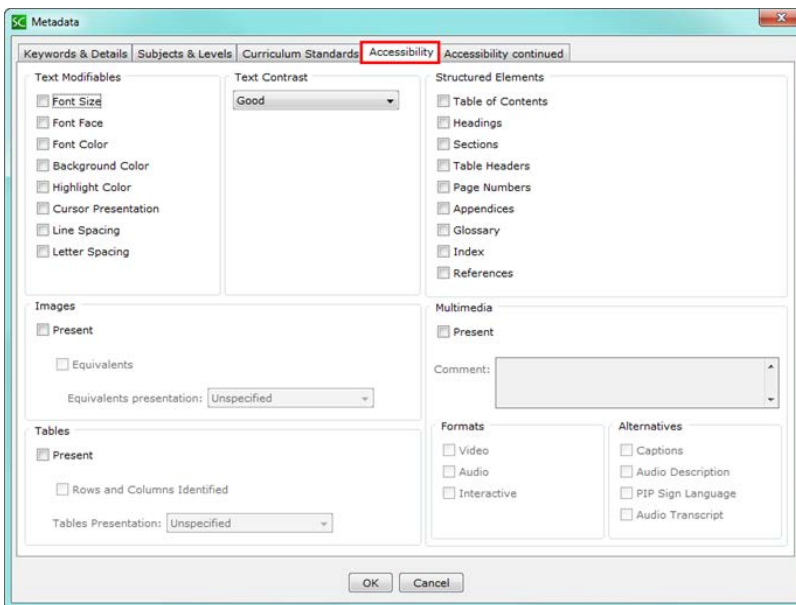 SC Metadata
Keywords & Details Subjects & Levels Curriculum Standards Accessibility Accessibility continued
Text Modifiables
Font Size
Font Face
Font Color
Background Color
Highlight Color
Cursor Presentation
Line Spacing
Letter Spacing
Text Contrast
Good
Structured Elements
Table of Contents
Headings
Sections
Table Headers
Page Numbers
Appendices
Glossary
Index
References
Images
Present
Equivalents
Equivalents presentation: Unspecified
Multimedia
Present
Comment:
Tables
Present
Rows and Columns Identified
Tables Presentation: Unspecified
Formats
Video
Audio
Interactive
Alternatives
Captions
Audio Description
PIP Sign Language
Audio Transcript
OK Cancel